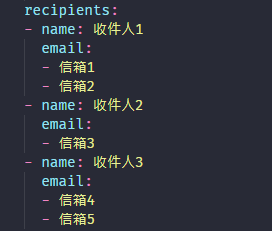 recipients:
- name: 收件人1
email:
- 信箱1
- 信箱2
- name: 收件人2
email:
- 信箱3
- name: 收件人3
email:
- 信箱4
- 信箱5